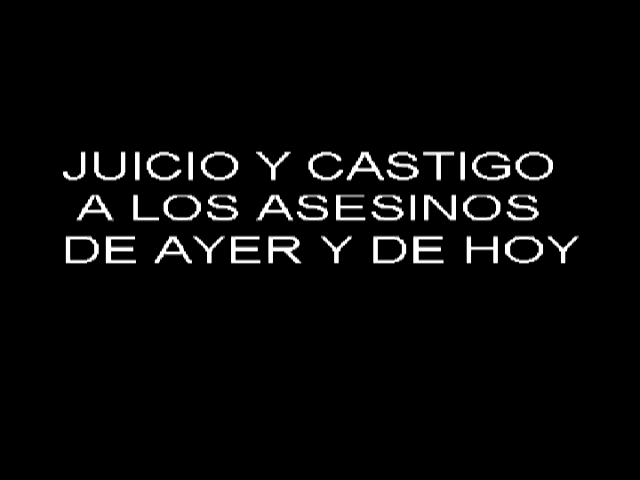 JUICIO Y CASTIGO
A LOS ASESINOS
DE AYER Y DE HOY